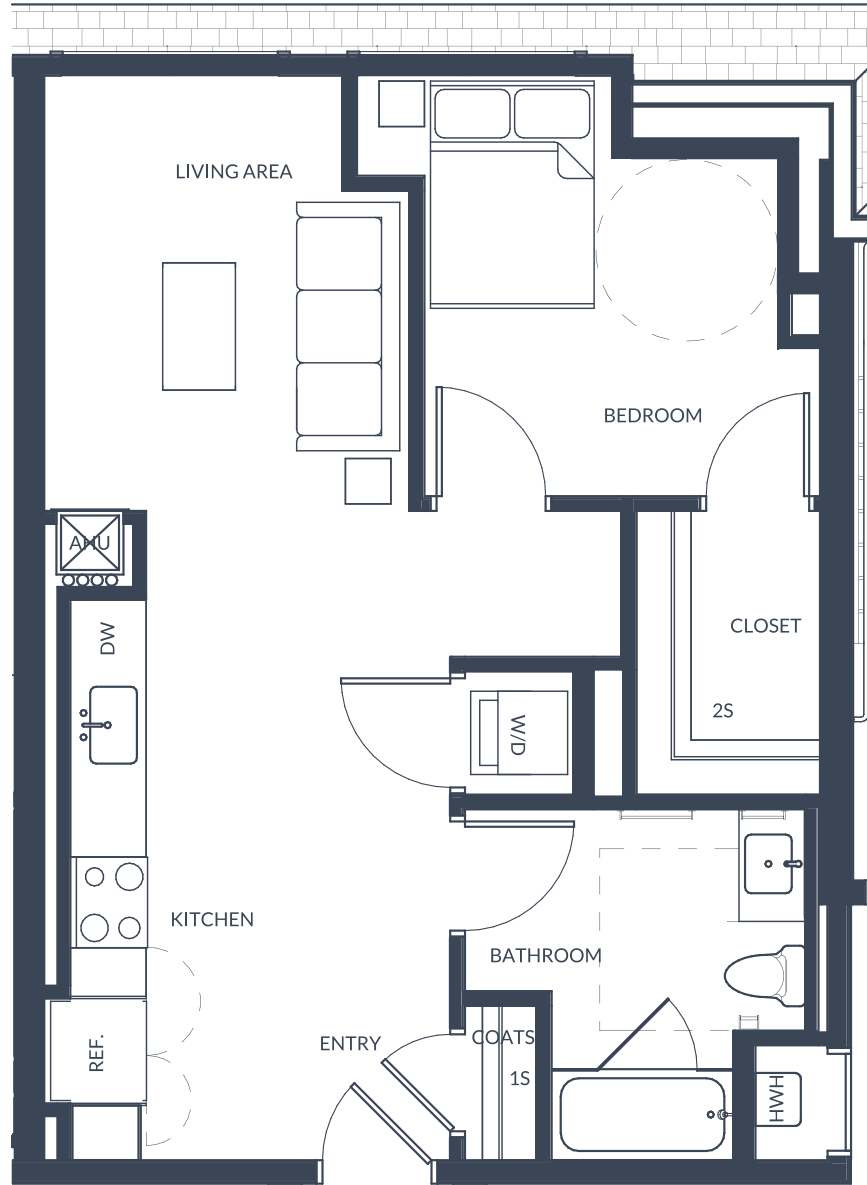 LIVING AREA
BEDROOM
AHU
DW
CLOSET
2S
W/D
KITCHEN
BATHROOM
ENTRY
COATS
1S
REF.
HWH